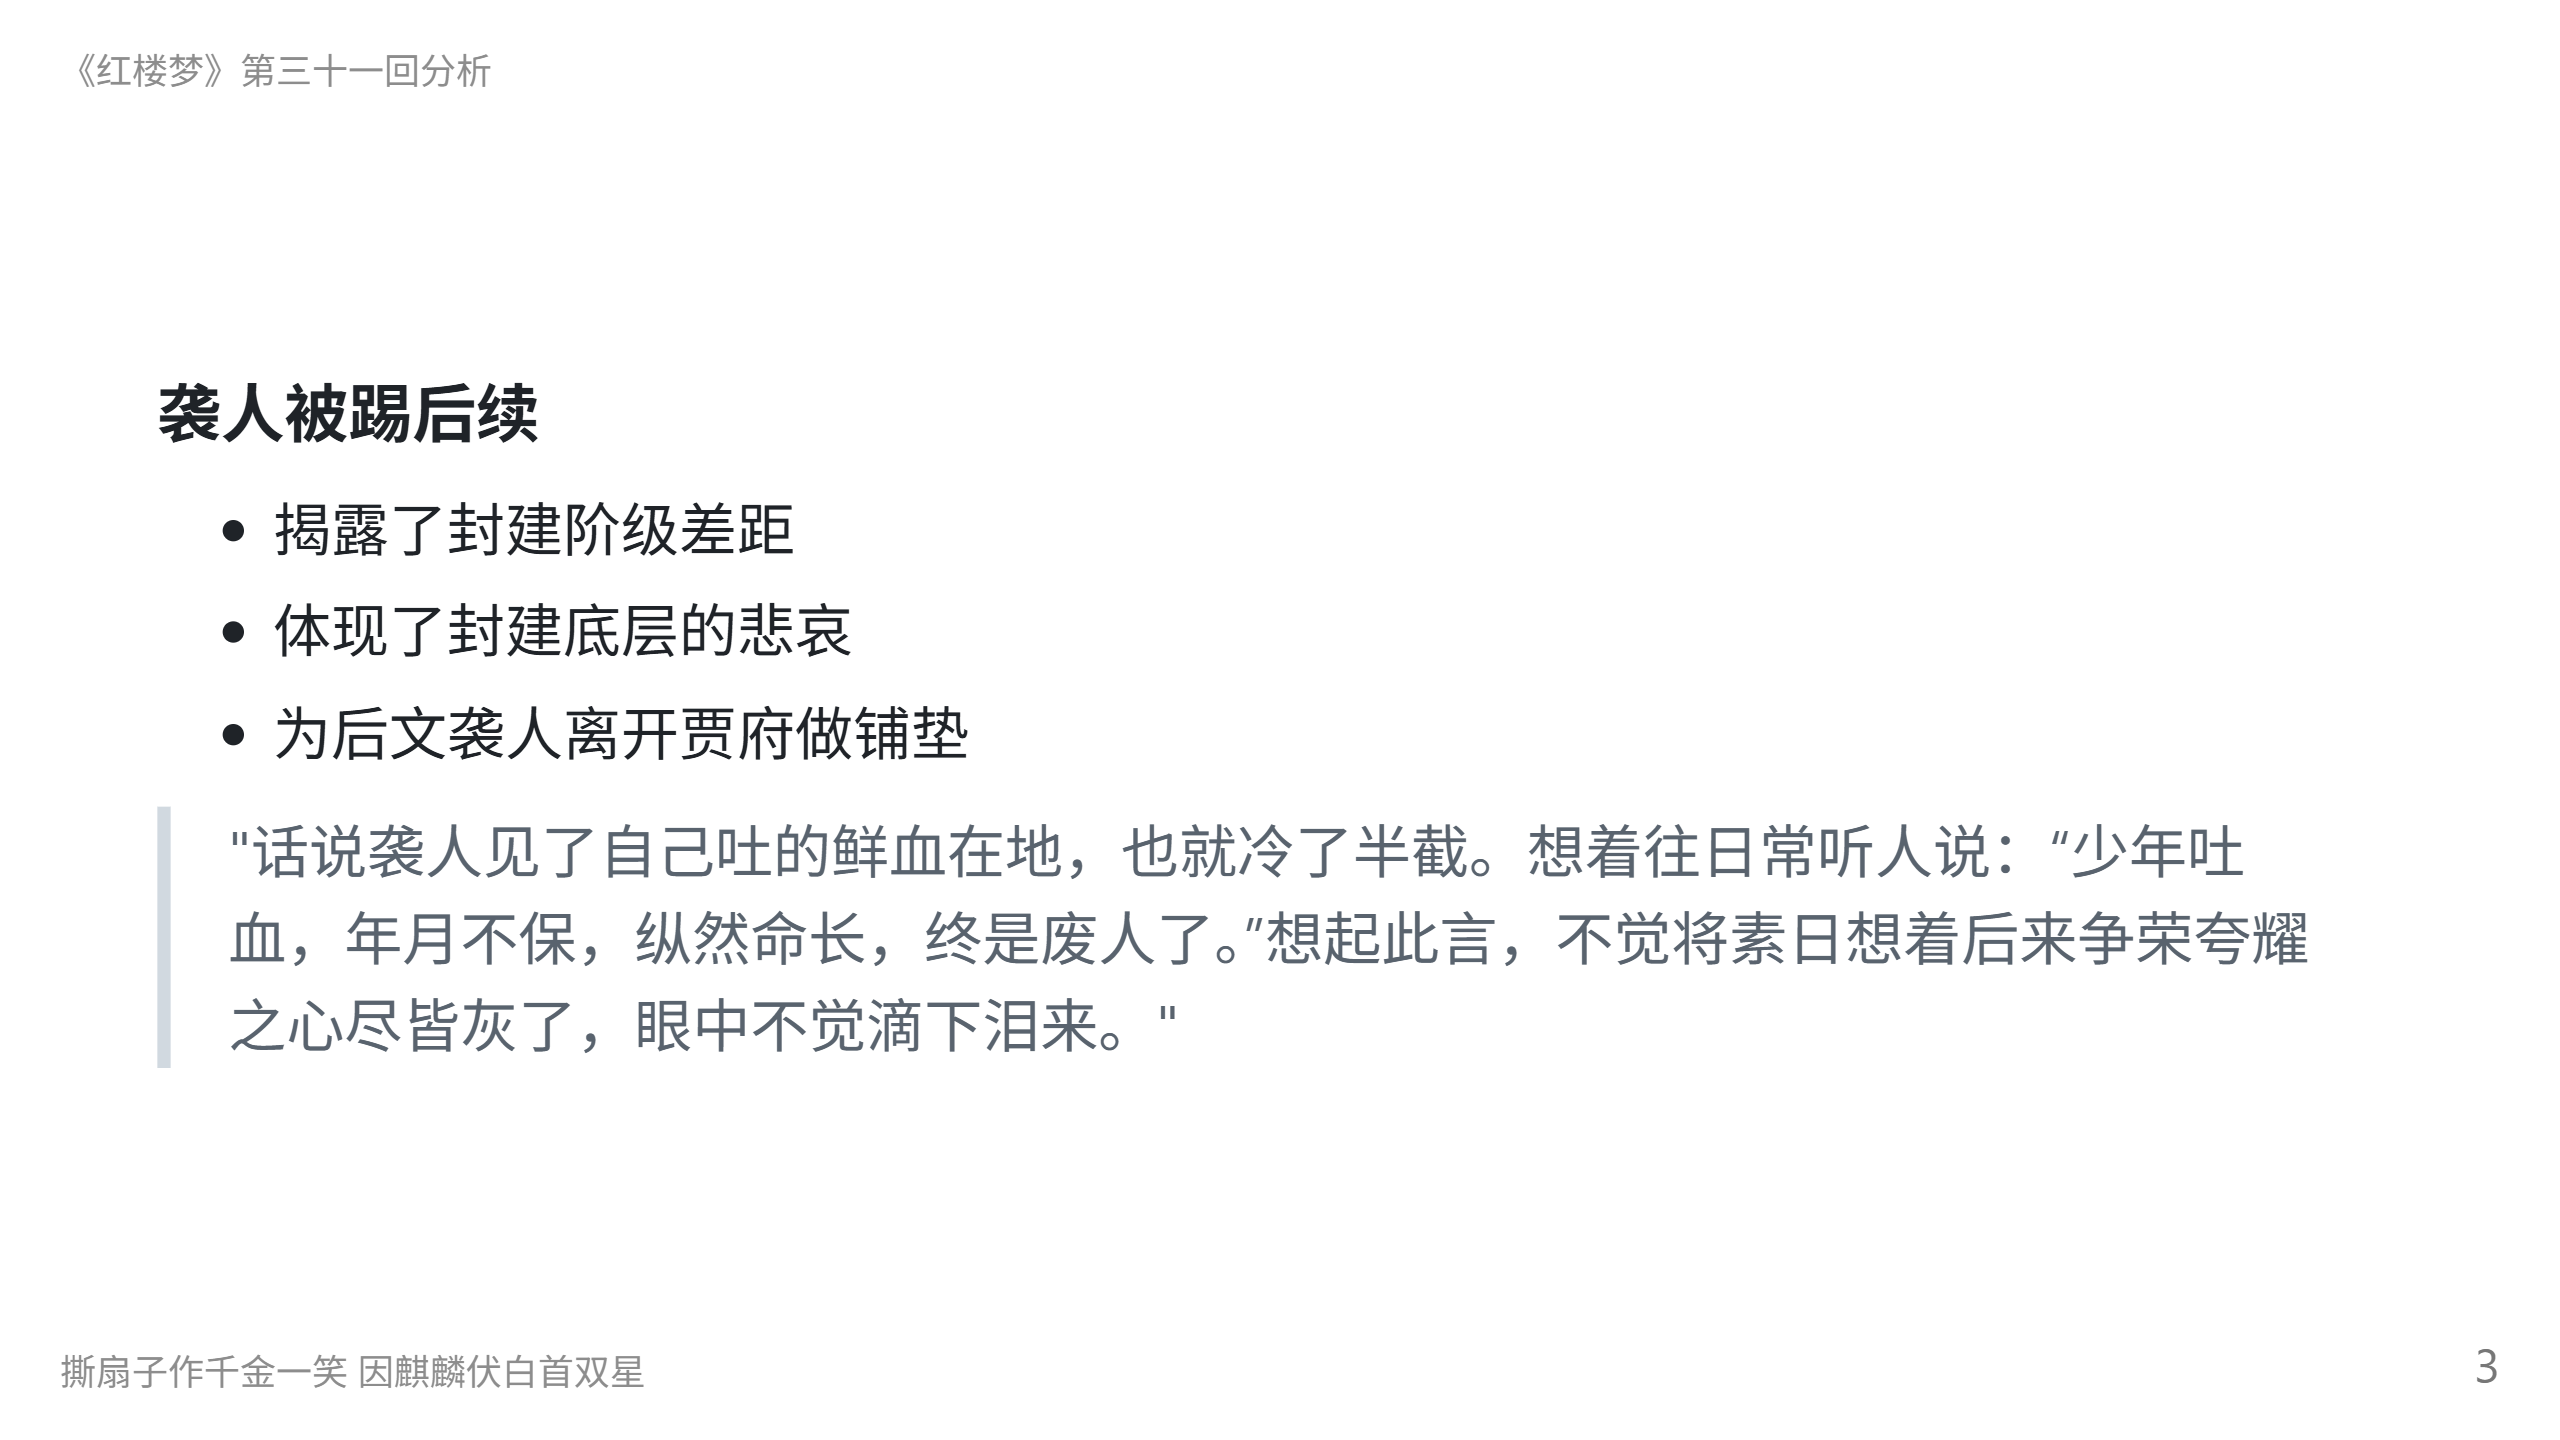 《红楼梦》第三十一回分析
袭人被踢后续
• 揭露了封建阶级差距
• 体现了封建底层的悲哀
• 为后文袭人离开贾府做铺垫
"话说袭人见了自己吐的鲜血在地，也就冷了半截。想着往日常听人说：“少年吐
血，年月不保，纵然命长，终是废人了。”想起此言，不觉将素日想着后来争荣夸耀
之心尽皆灰了，眼中不觉滴下泪来。"
撕扇子作千金一笑 因麒麟伏白首双星
3